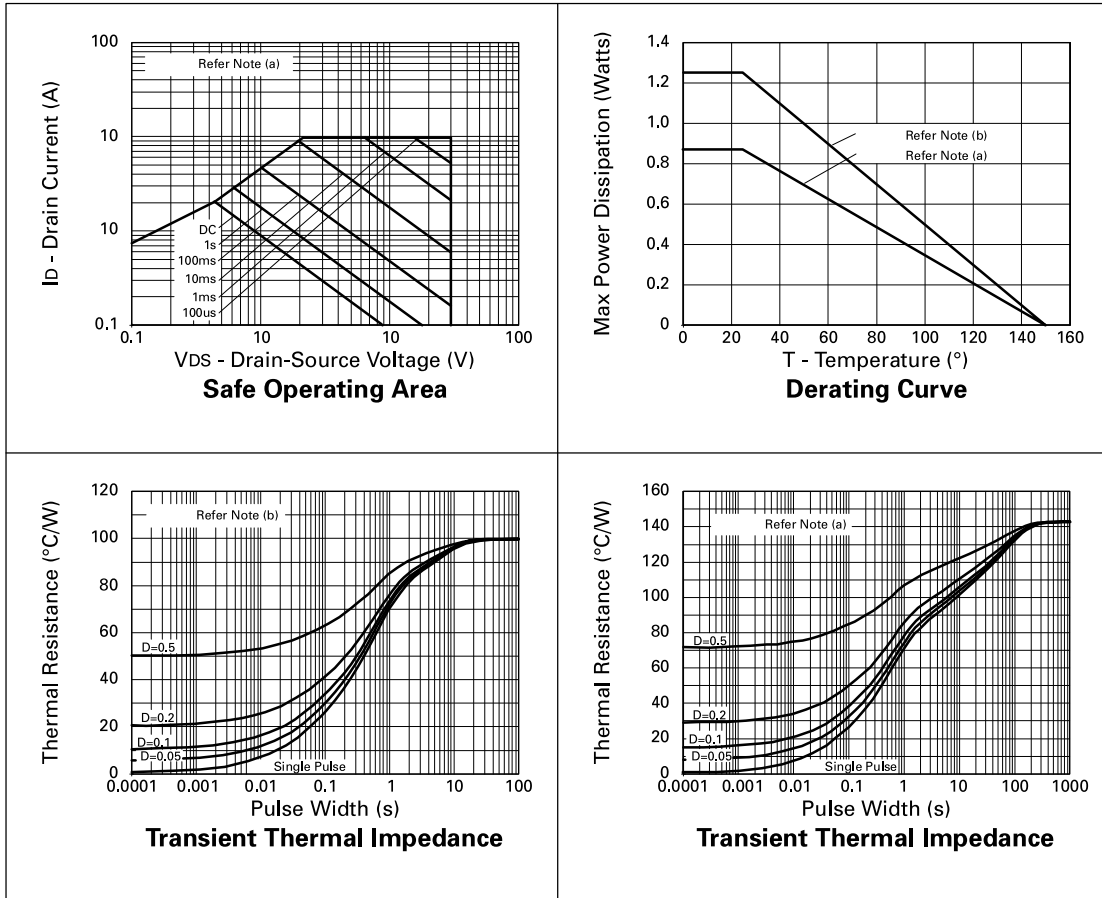 100
10
10
0.1
ID - Drain Current (A)
Refer Note (a)
DC
1s
100ms
10ms
1ms
100us
0.1
10
10
100
VDS - Drain-Source Voltage (V)
Safe Operating Area
1.4
1.2
1.0
0.8
0.6
0.4
0.2
0
Max Power Dissipation (Watts)
Refer Note (b)
Refer Note (a)
0
20
40
60
80
100
120
140
160
T - Temperature (°)
Derating Curve
120
100
80
60
40
20
0
Thermal Resistance (°C/W)
Refer Note (b)
D=0.5
D=0.2
D=0.1
D=0.05
Single Pulse
0.0001
0.001
0.01
0.1
1
10
100
Pulse Width (s)
Transient Thermal Impedance
160
140
120
100
80
60
40
20
0
Thermal Resistance (°C/W)
Refer Note (a)
D=0.5
D=0.2
D=0.1
D=0.05
Single Pulse
0.0001
0.001
0.01
0.1
1
10
100
1000
Pulse Width (s)
Transient Thermal Impedance